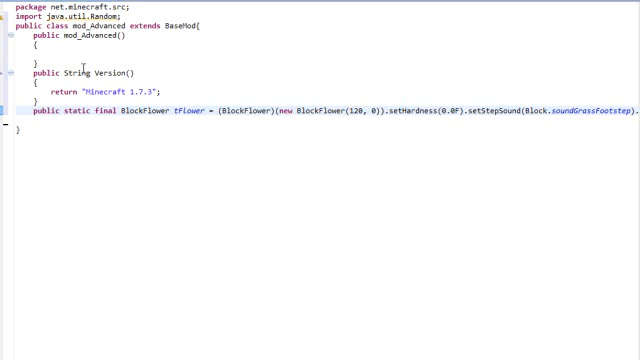 package net.minecraft.src;
import java.util.Random;
public class mod_Advanced extends BaseMod{
public mod_Advanced()
{
}
public String Version()
{
return "Minecraft 1.7.3";
}
public static final BlockFlower tFlower = (BlockFlower)(new BlockFlower(120, 0)).setHardness(0.0F).setStepSound(Block.soundGrassFootstep).
}